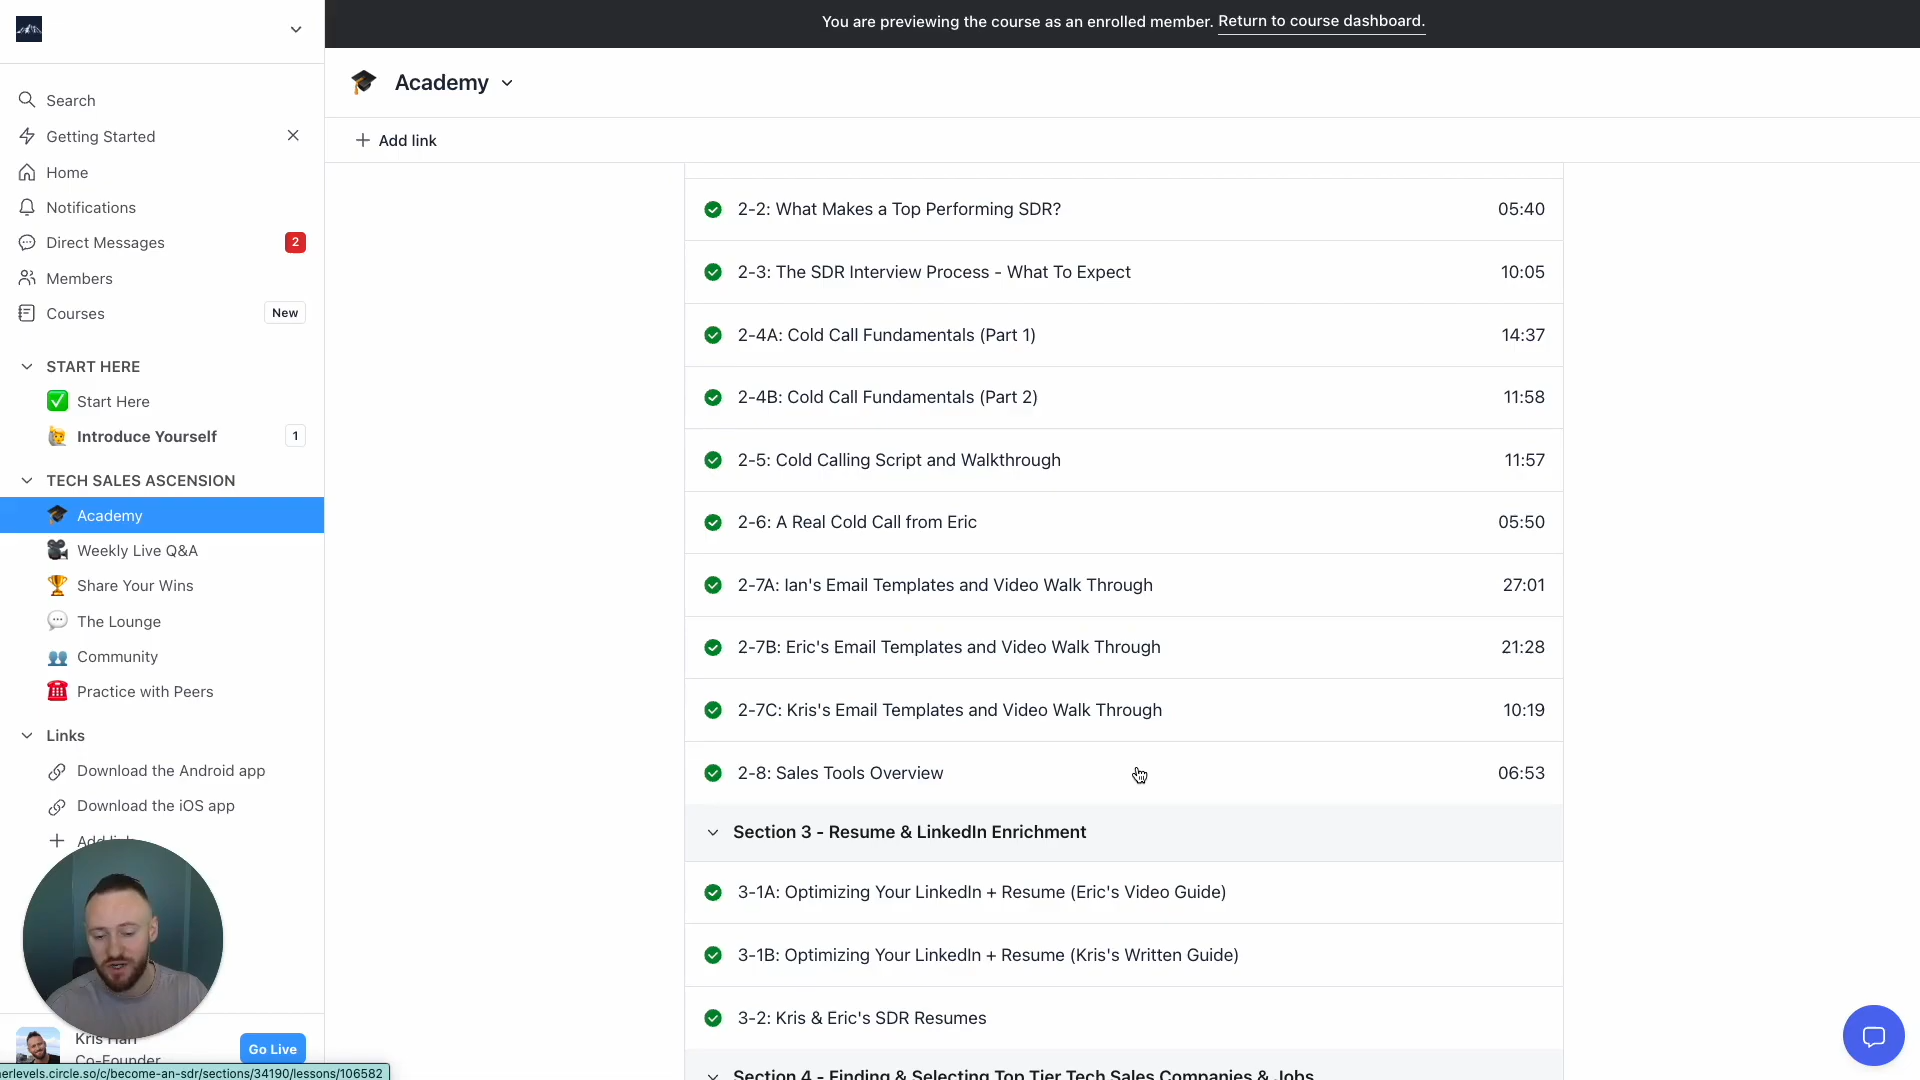 You are previewing the course as an enrolled member. Return to course dashboard.
Search
Getting Started
Home
Notifications
Direct Messages 2
Members
Courses New
START HERE
Start Here
Introduce Yourself 1
TECH SALES ASCENSION
Academy
Weekly Live Q&A
Share Your Wins
The Lounge
Community
Practice with Peers
Links
Download the Android app
Download the iOS app
Kris
Co-Founder
Go Live
erlevels.circle.so/c/become-an-sdr/sections/34190/lessons/106582
Academy
Add link
2-2: What Makes a Top Performing SDR? 05:40
2-3: The SDR Interview Process - What To Expect 10:05
2-4A: Cold Call Fundamentals (Part 1) 14:37
2-4B: Cold Call Fundamentals (Part 2) 11:58
2-5: Cold Calling Script and Walkthrough 11:57
2-6: A Real Cold Call from Eric 05:50
2-7A: Ian's Email Templates and Video Walk Through 27:01
2-7B: Eric's Email Templates and Video Walk Through 21:28
2-7C: Kris's Email Templates and Video Walk Through 10:19
2-8: Sales Tools Overview 06:53
Section 3 - Resume & LinkedIn Enrichment
3-1A: Optimizing Your LinkedIn + Resume (Eric's Video Guide)
3-1B: Optimizing Your LinkedIn + Resume (Kris's Written Guide)
3-2: Kris & Eric's SDR Resumes
Section 4 - Finding & Selecting Top Tier Tech Sales Companies & Jobs